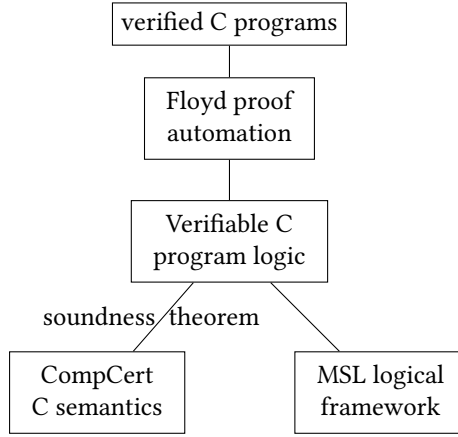 verified C programs
Floyd proof
automation
Verifiable C
program logic
soundness theorem
CompCert
C semantics
MSL logical
framework